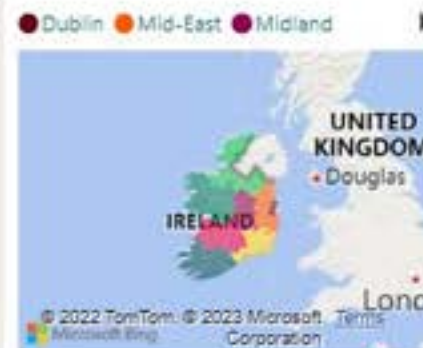 Dublin Mid-East Midland
UNITED
KINGDOM
Douglas
IRELAND
Lond
© 2022 TomTom, © 2023 Microsoft Terms
Microsoft Bing
Corporation